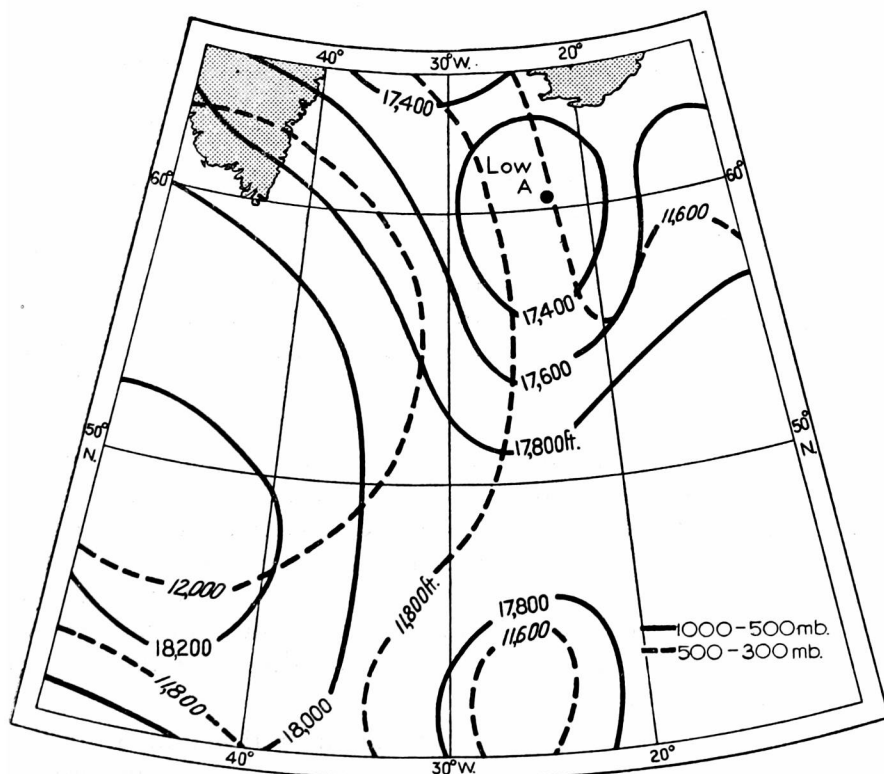 40°
30°W.
20°
17,400
Low
A
60°
60°
11,600
17,400
17,600
17,800ft.
50°
N.
50°
N.
12,000
11,800ft.
17,800
11,600
1000-500mb.
500-300mb.
18,200
11,800
18,000
40°
30°W.
20°